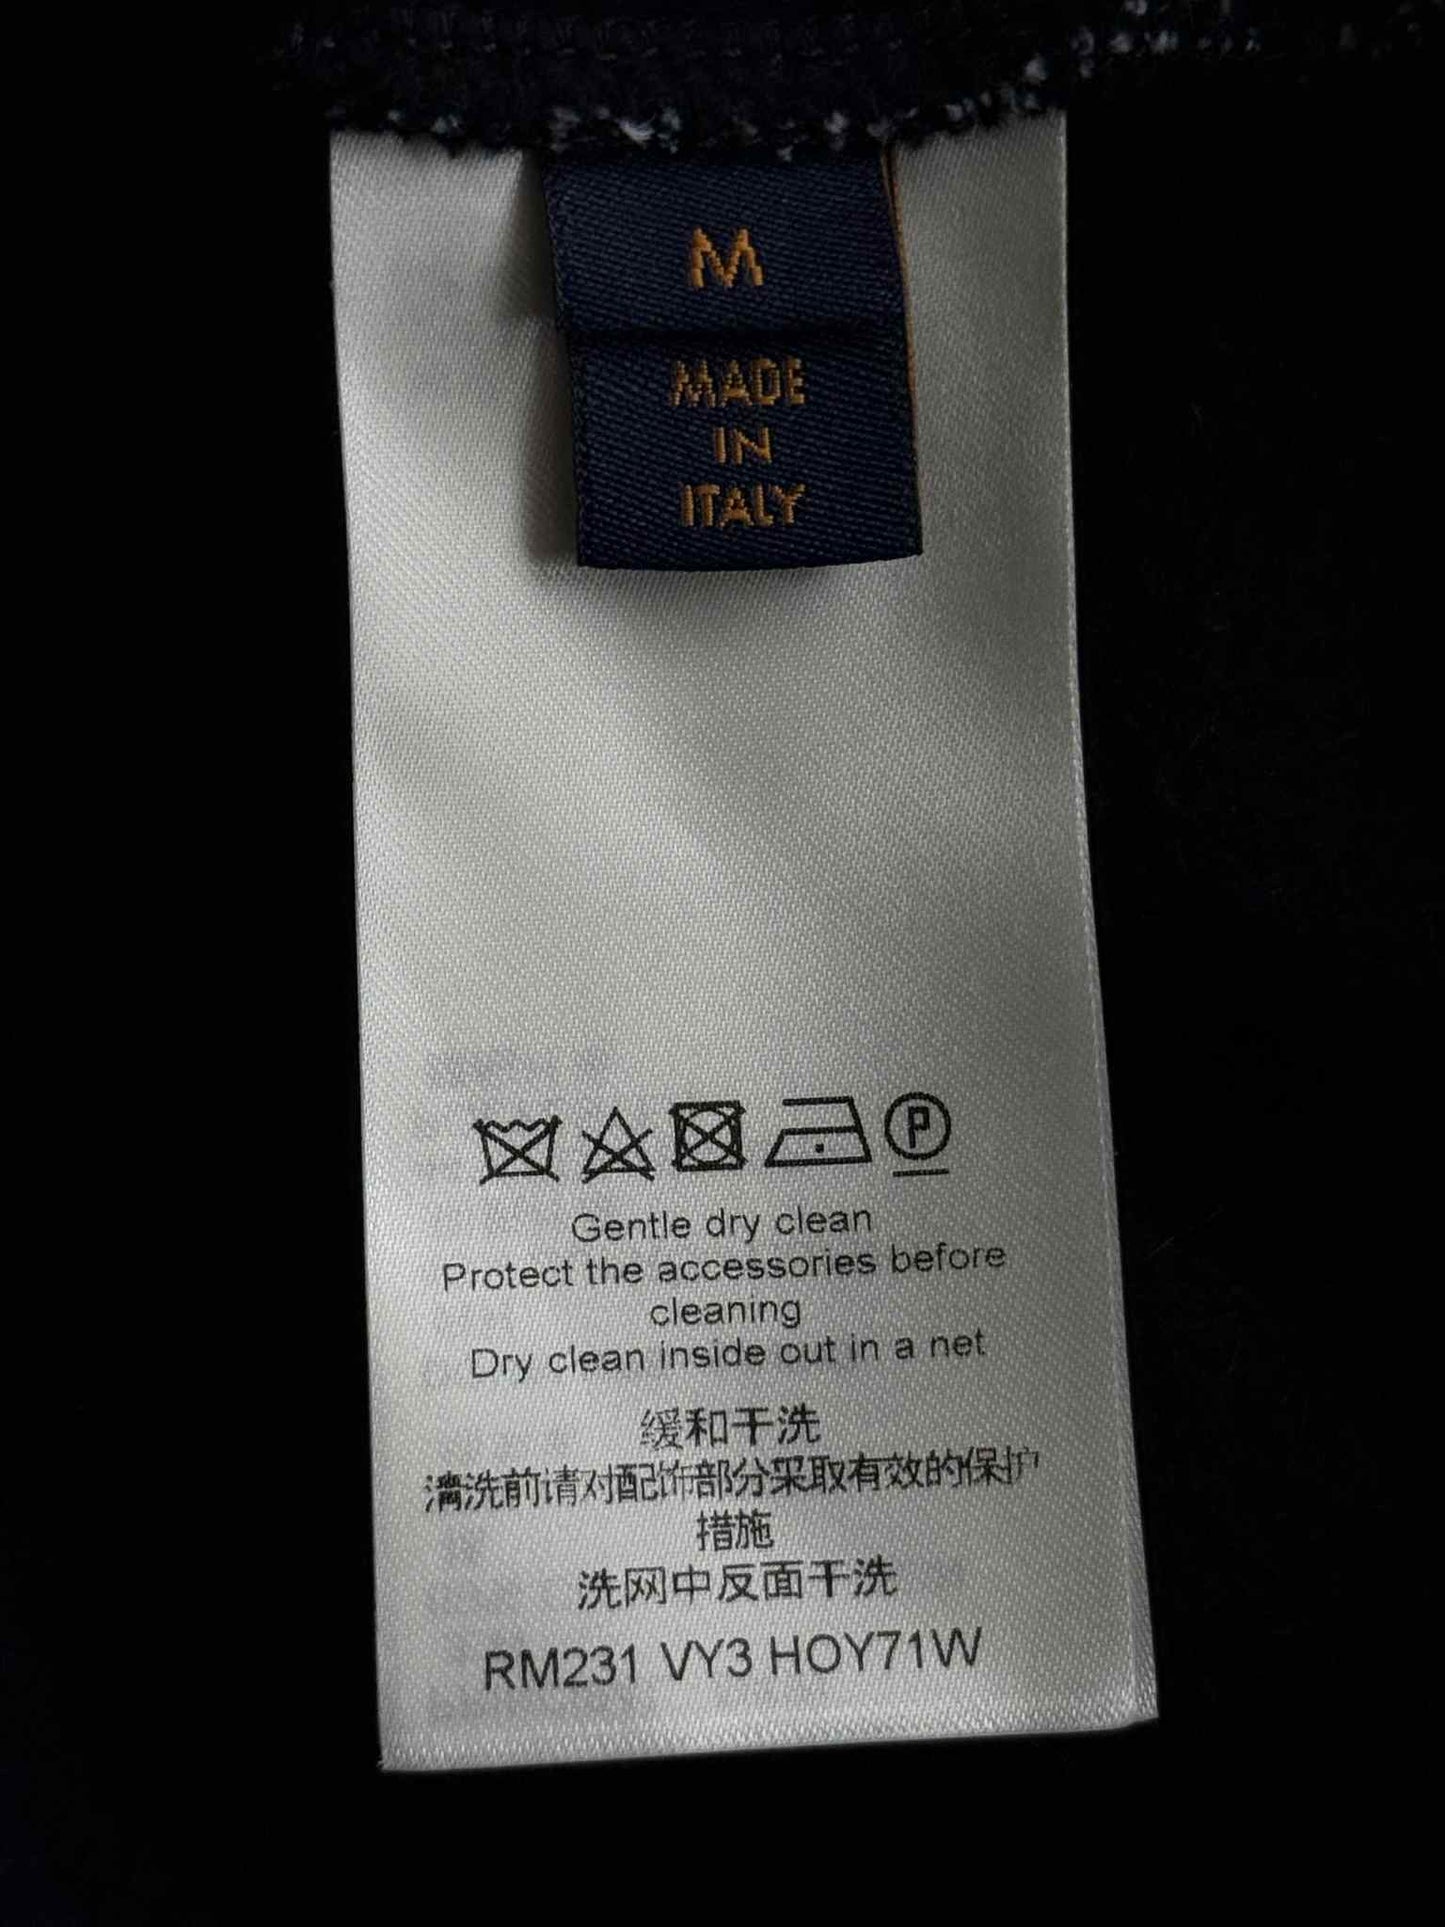 M
MADE
IN
ITALY
P
Gentle dry clean
Protect the accessories before
cleaning
Dry clean inside out in a net
缓和干洗
清洗前请对配饰部分采取有效的保护
措施
洗网中反面干洗
RM231 VY3 HOY71W